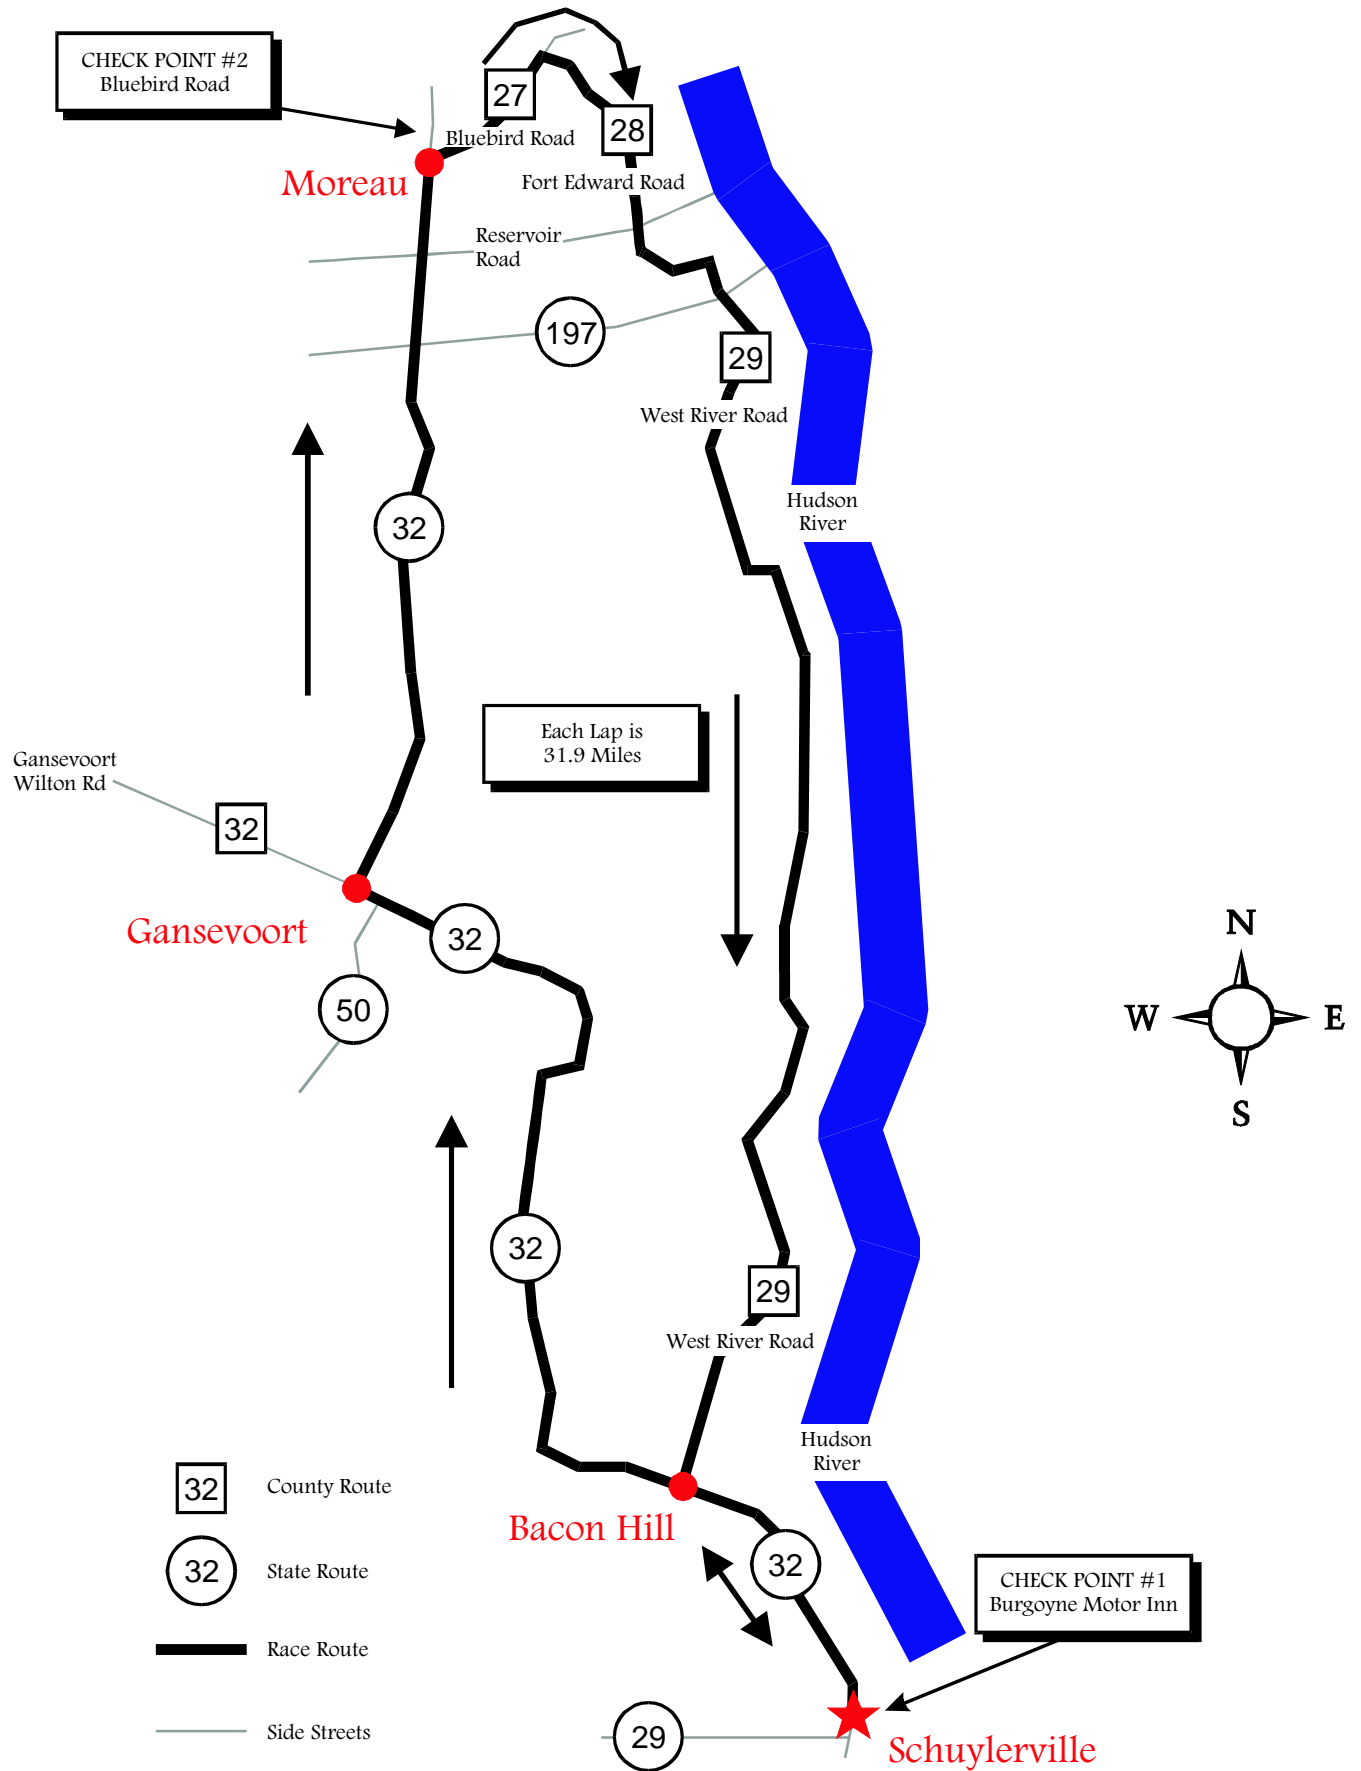 CHECK POINT #2
Bluebird Road
27
28
Bluebird Road
Moreau
Fort Edward Road
Reservoir
Road
197
29
West River Road
Hudson
River
32
Each Lap is
31.9 Miles
Gansevoort
Wilton Rd
32
Gansevoort
32
50
N
W
E
S
32
29
West River Road
Hudson
River
32
County Route
Bacon Hill
32
32
State Route
CHECK POINT #1
Burgoyne Motor Inn
Race Route
Side Streets
29
Schuylerville